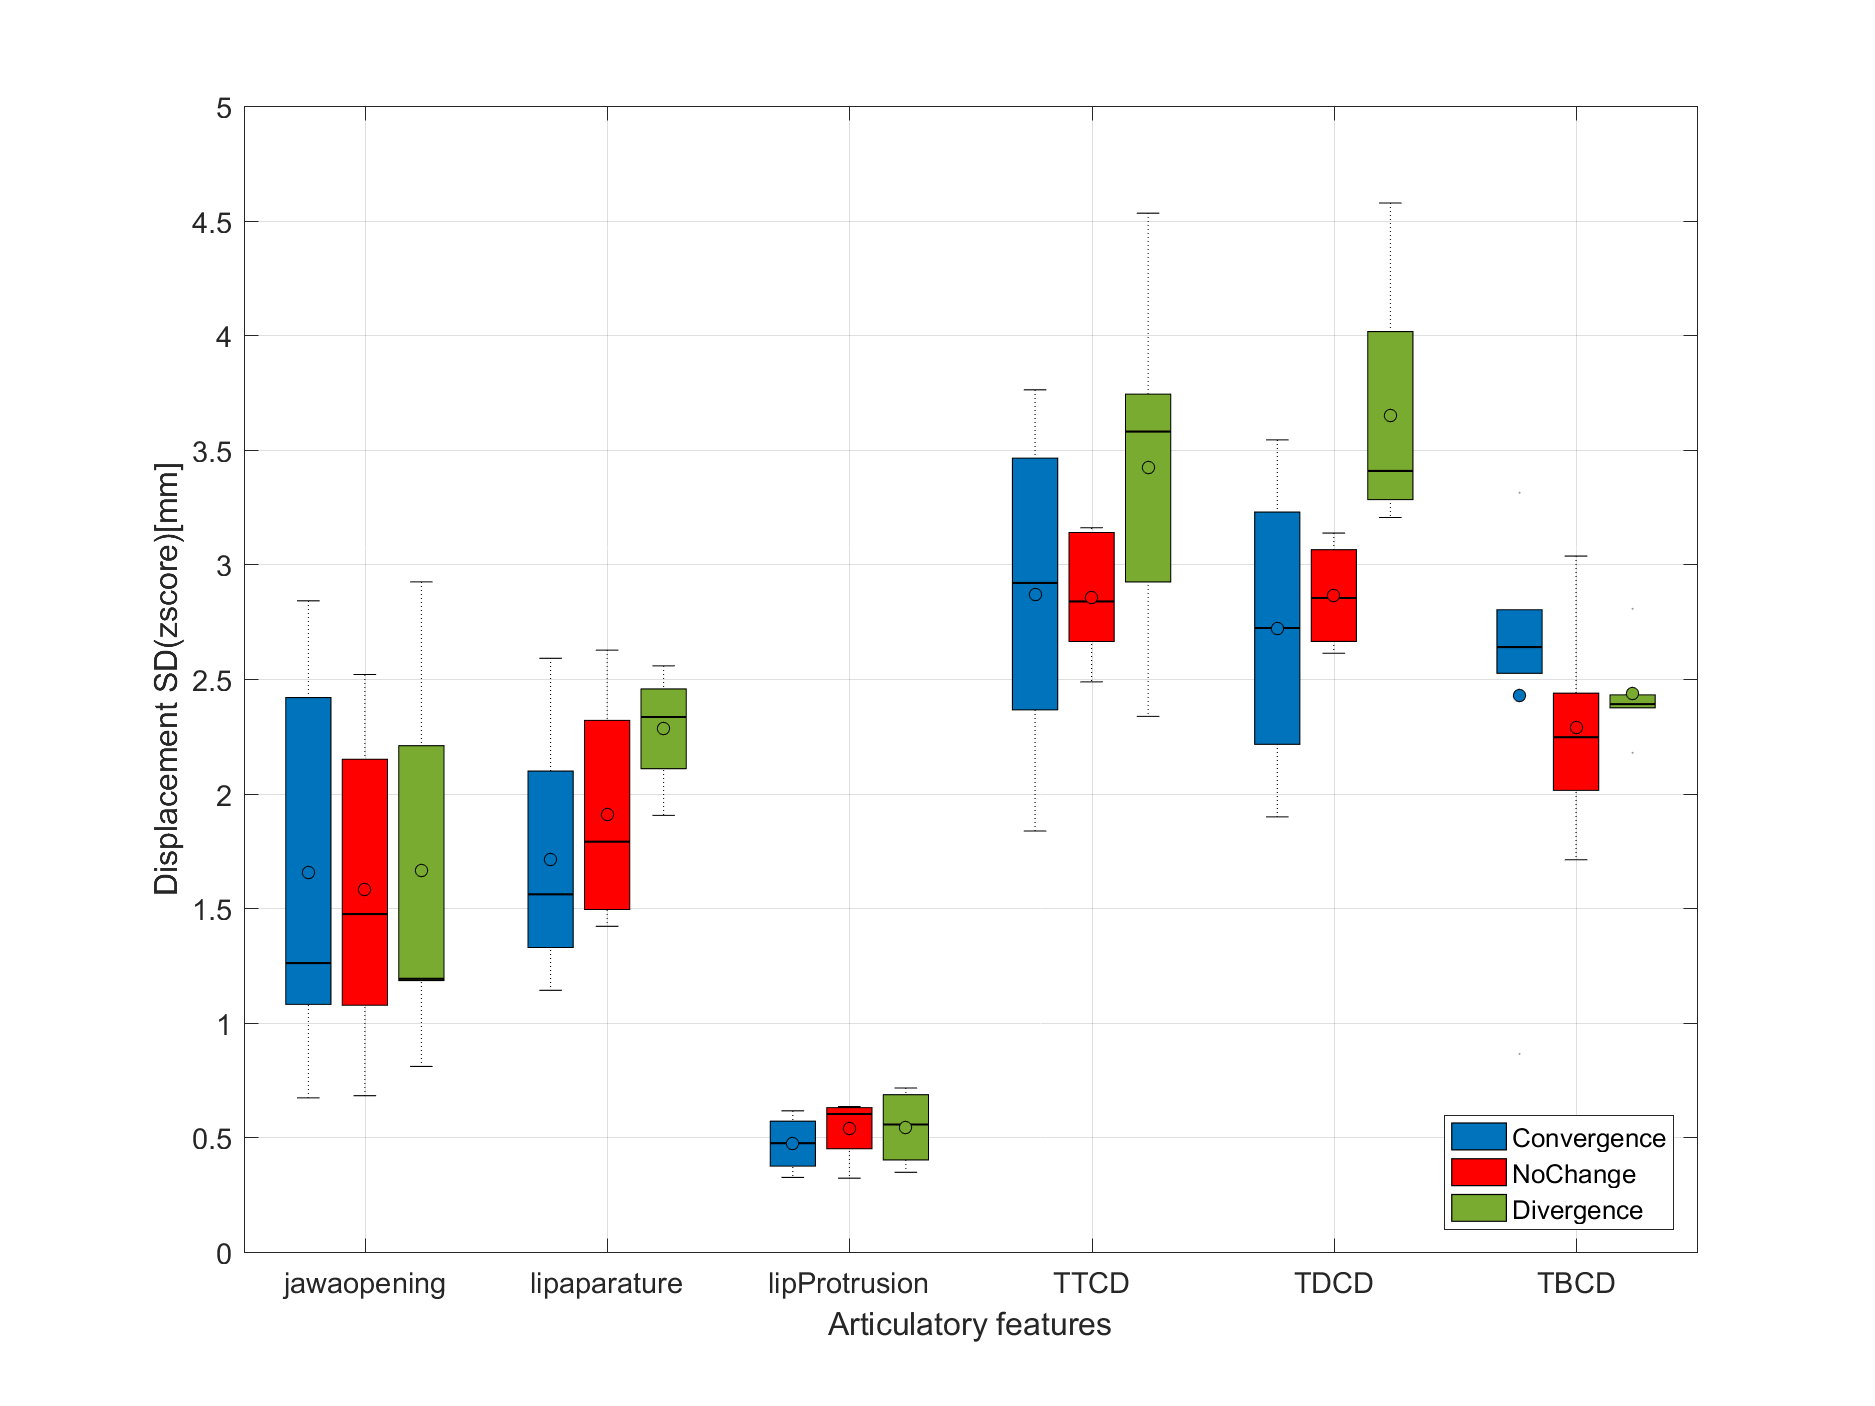 5
4.5
4
3.5
3
2.5
2
1.5
1
0.5
0
Displacement SD(zscore)[mm]
Convergence
NoChange
Divergence
jawaopening lipaparature lipProtrusion TTCD TDCD TBCD
Articulatory features